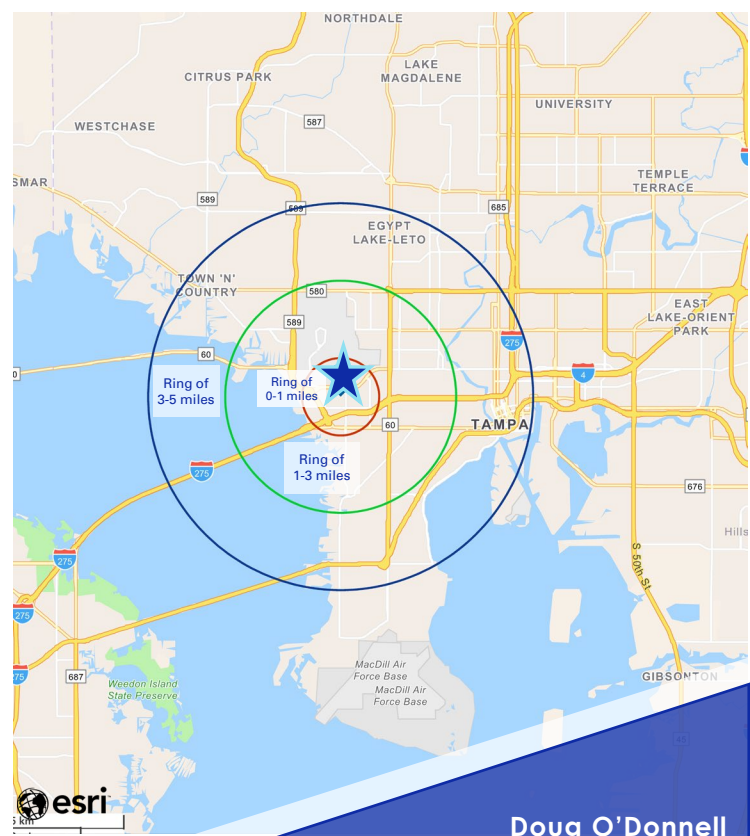 NORTHDALE
CITRUS PARK
LAKE
MAGDALENE
UNIVERSITY
587
WESTCHASE
TEMPLE
TERRACE
SMAR
589
589
685
EGYPT
LAKE-LETO
TOWN 'N'
COUNTRY
580
EAST
LAKE-ORIENT
PARK
589
275
60
4
Ring of
3-5 miles
Ring of
0-1 miles
60
TAMPA
Ring of
1-3 miles
275
676
Hills
S 50th St
275
275
MacDill Air
Force Base
MacDill Air
Force Base
275
687
Weedon Island
State Preserve
GIBSONTON
esri
Doug O'Donnell